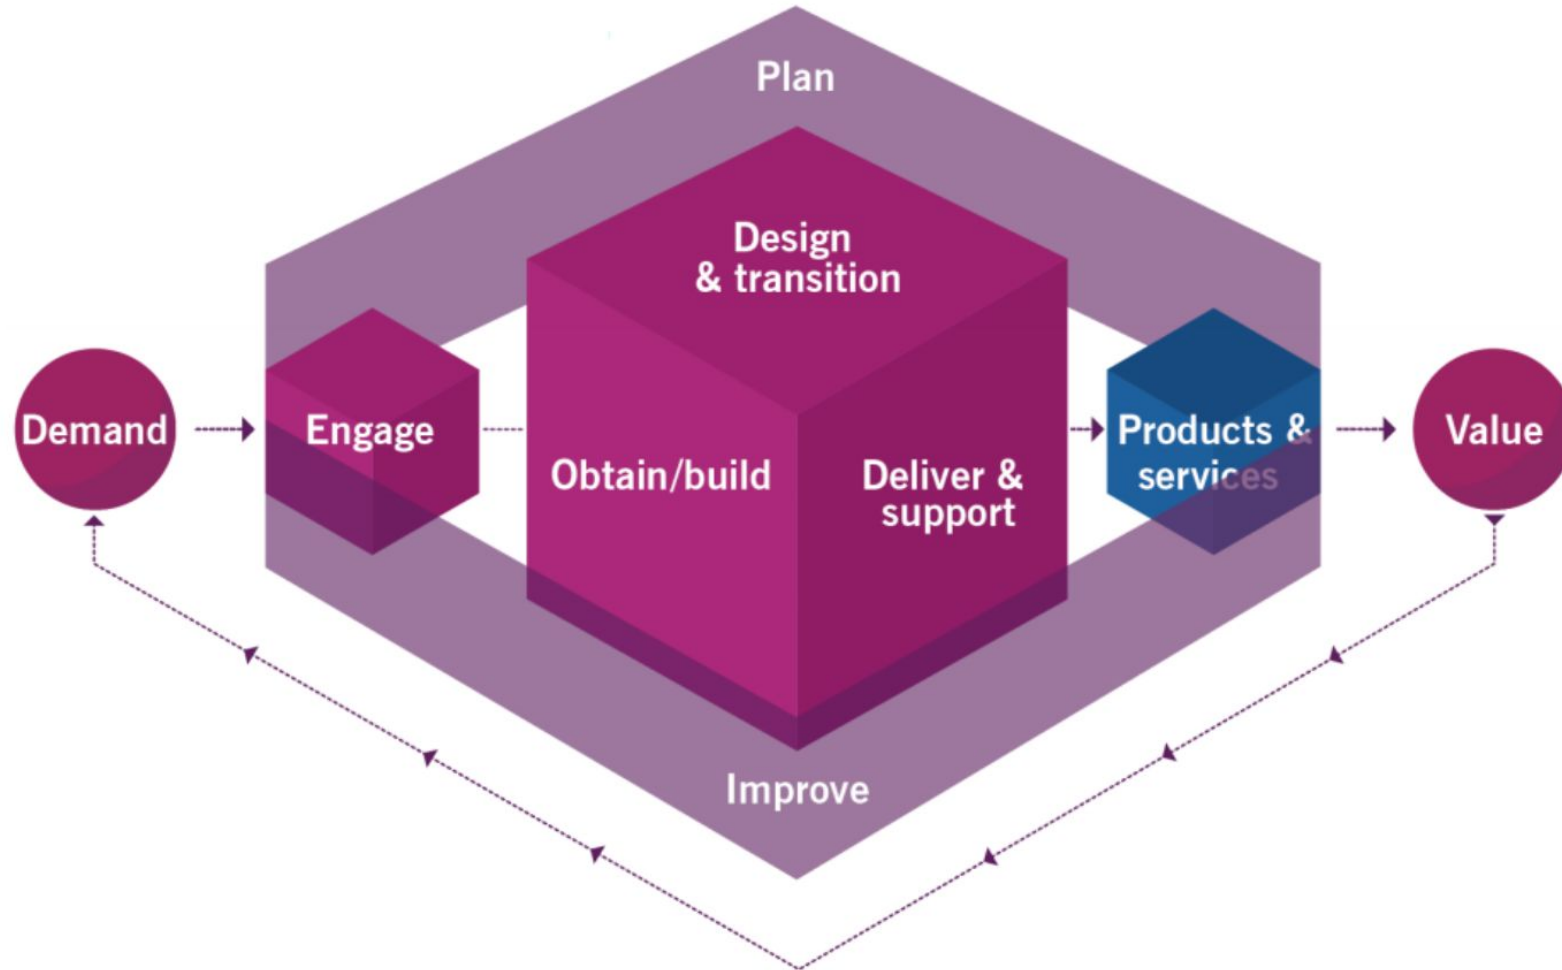 Plan
Design
& transition
Demand
Engage
Obtain/build
Deliver &
support
Products &
services
Value
Improve